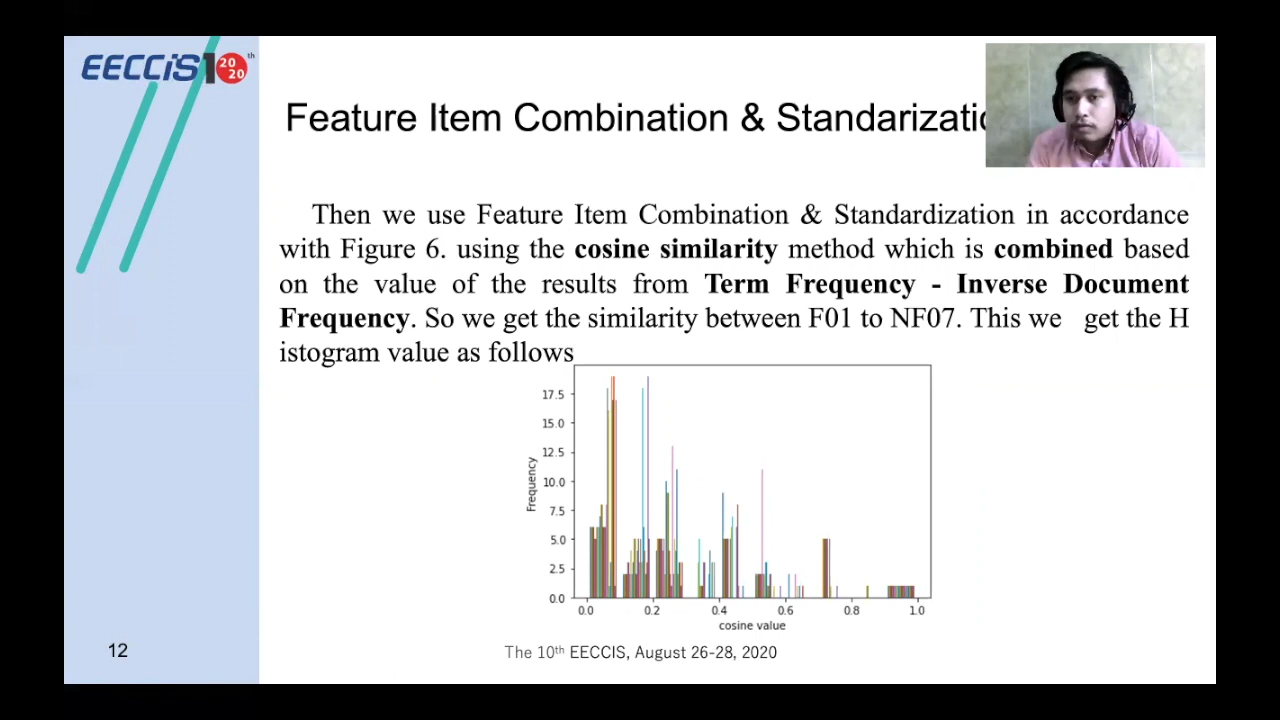 EECCiS10th
2020
Feature Item Combination & Standarizatio
Then we use Feature Item Combination & Standardization in accordance
with Figure 6. using the cosine similarity method which is combined based
on the value of the results from Term Frequency - Inverse Document
Frequency. So we get the similarity between F01 to NF07. This we get the H
istogram value as follows
Frequency
17.5
15.0
12.5
10.0
7.5
5.0
2.5
0.0
0.0 0.2 0.4 0.6 0.8 1.0
cosine value
12
The 10th EECCIS, August 26-28, 2020